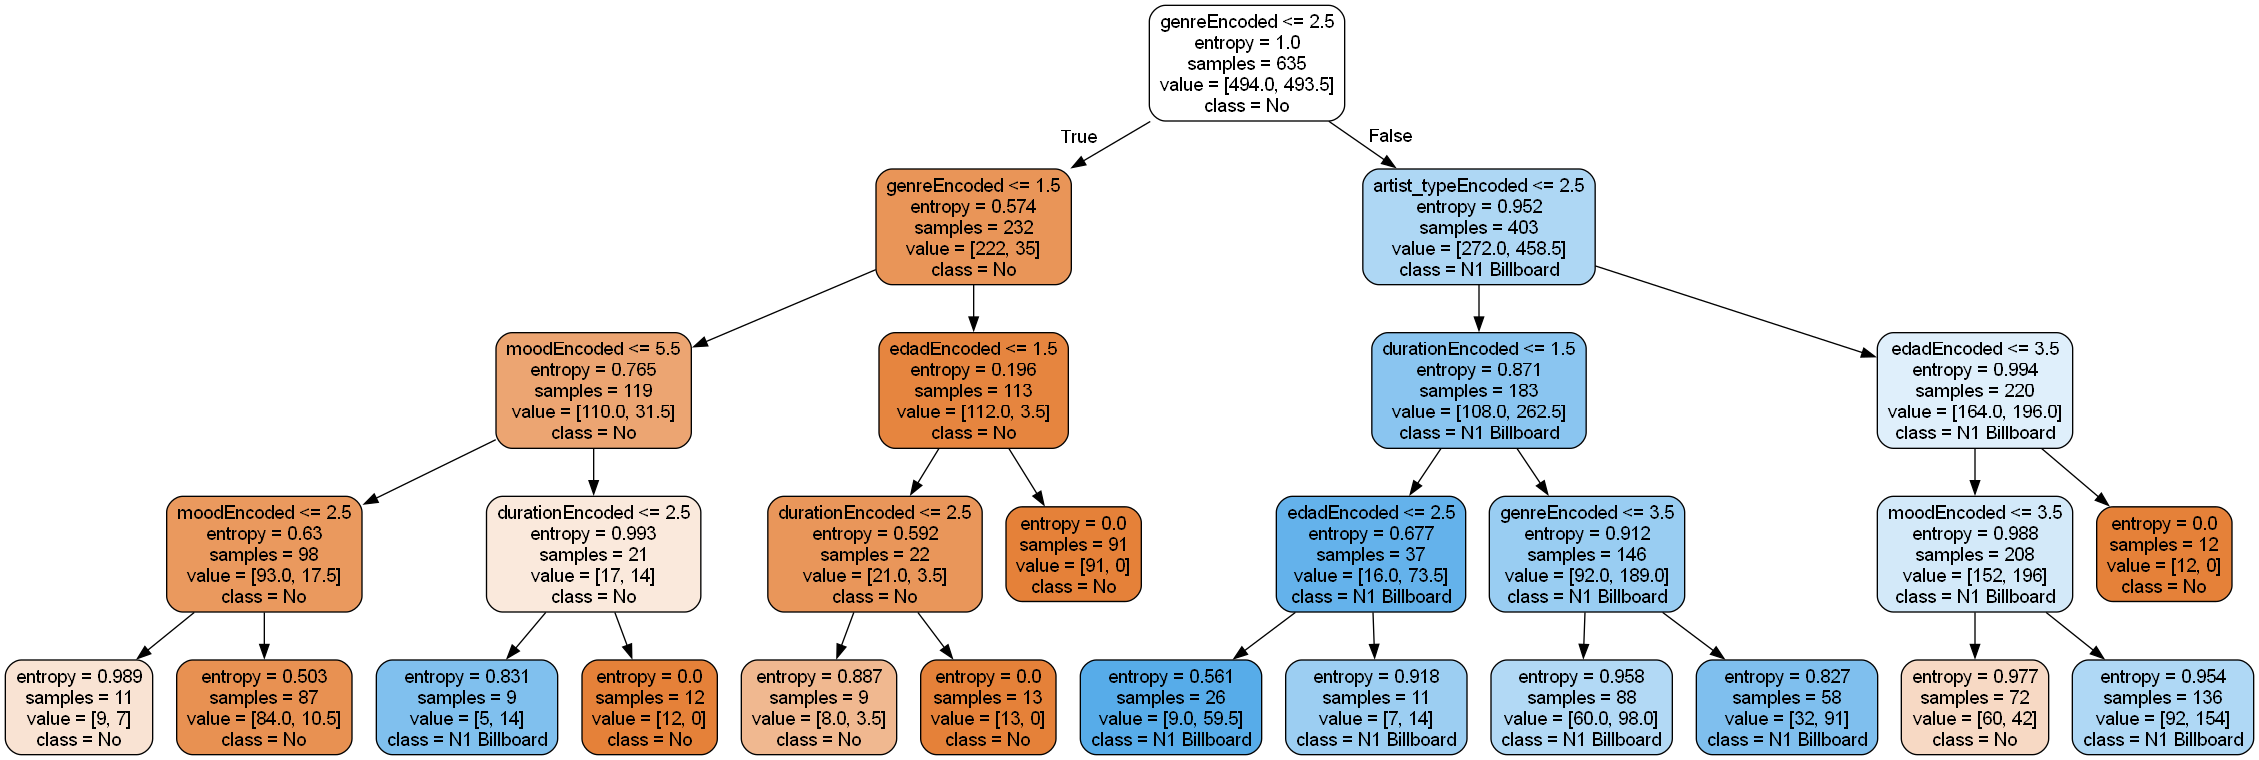 genreEncoded <= 2.5
entropy = 1.0
samples = 635
value = [494.0, 493.5]
class = No
True
False
genreEncoded <= 1.5
entropy = 0.574
samples = 232
value = [222, 35]
class = No
artist_typeEncoded <= 2.5
entropy = 0.952
samples = 403
value = [272.0, 458.5]
class = N1 Billboard
moodEncoded <= 5.5
entropy = 0.765
samples = 119
value = [110.0, 31.5]
class = No
edadEncoded <= 1.5
entropy = 0.196
samples = 113
value = [112.0, 3.5]
class = No
durationEncoded <= 1.5
entropy = 0.871
samples = 183
value = [108.0, 262.5]
class = N1 Billboard
edadEncoded <= 3.5
entropy = 0.994
samples = 220
value = [164.0, 196.0]
class = N1 Billboard
moodEncoded <= 2.5
entropy = 0.63
samples = 98
value = [93.0, 17.5]
class = No
durationEncoded <= 2.5
entropy = 0.993
samples = 21
value = [17, 14]
class = No
durationEncoded <= 2.5
entropy = 0.592
samples = 22
value = [21.0, 3.5]
class = No
entropy = 0.0
samples = 91
value = [91, 0]
class = No
edadEncoded <= 2.5
entropy = 0.677
samples = 37
value = [16.0, 73.5]
class = N1 Billboard
genreEncoded <= 3.5
entropy = 0.912
samples = 146
value = [92.0, 189.0]
class = N1 Billboard
moodEncoded <= 3.5
entropy = 0.988
samples = 208
value = [152, 196]
class = N1 Billboard
entropy = 0.0
samples = 12
value = [12, 0]
class = No
entropy = 0.989
samples = 11
value = [9, 7]
class = No
entropy = 0.503
samples = 87
value = [84.0, 10.5]
class = No
entropy = 0.831
samples = 9
value = [5, 14]
class = N1 Billboard
entropy = 0.0
samples = 12
value = [12, 0]
class = No
entropy = 0.887
samples = 9
value = [8.0, 3.5]
class = No
entropy = 0.0
samples = 13
value = [13, 0]
class = No
entropy = 0.561
samples = 26
value = [9.0, 59.5]
class = N1 Billboard
entropy = 0.918
samples = 11
value = [7, 14]
class = N1 Billboard
entropy = 0.958
samples = 88
value = [60.0, 98.0]
class = N1 Billboard
entropy = 0.827
samples = 58
value = [32, 91]
class = N1 Billboard
entropy = 0.977
samples = 72
value = [60, 42]
class = No
entropy = 0.954
samples = 136
value = [92, 154]
class = N1 Billboard